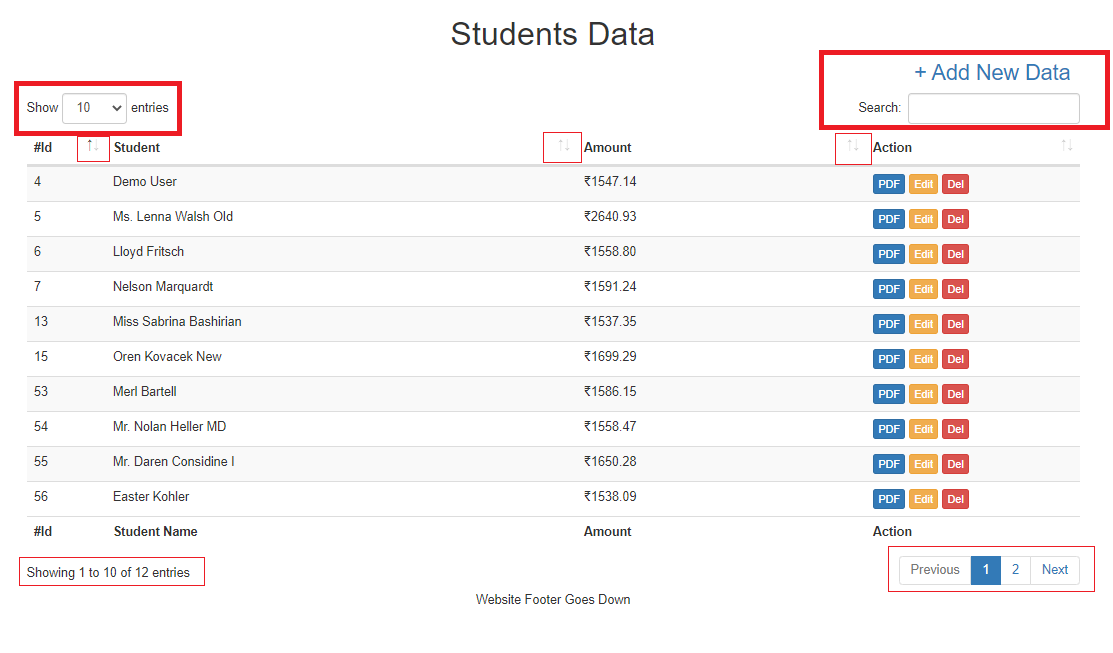 Students Data
+ Add New Data
Show 10 entries
Search:
#Id Student Amount Action
4 Demo User ₹1547.14 PDF Edit Del
5 Ms. Lenna Walsh Old ₹2640.93 PDF Edit Del
6 Lloyd Fritsch ₹1558.80 PDF Edit Del
7 Nelson Marquardt ₹1591.24 PDF Edit Del
13 Miss Sabrina Bashirian ₹1537.35 PDF Edit Del
15 Oren Kovacek New ₹1699.29 PDF Edit Del
53 Merl Bartell ₹1586.15 PDF Edit Del
54 Mr. Nolan Heller MD ₹1558.47 PDF Edit Del
55 Mr. Daren Considine I ₹1650.28 PDF Edit Del
56 Easter Kohler ₹1538.09 PDF Edit Del
#Id Student Name Amount Action
Showing 1 to 10 of 12 entries
Previous 1 2 Next
Website Footer Goes Down